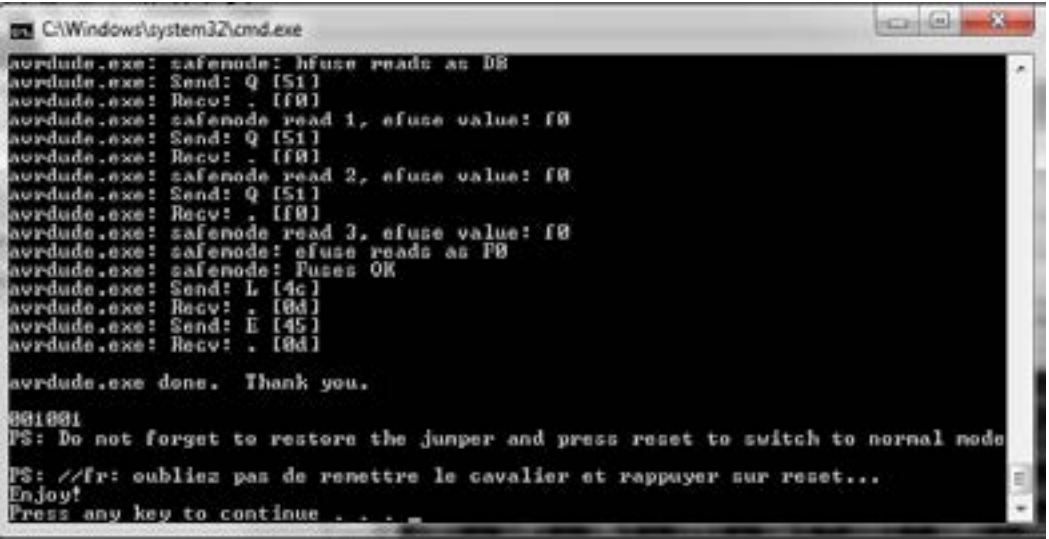 C:\Windows\system32\cmd.exe
avrdude.exe: safemode: hfuse reads as DB
avrdude.exe: Send: Q [51]
avrdude.exe: Recv: . [f0]
avrdude.exe: safemode read 1, efuse value: f0
avrdude.exe: Send: Q [51]
avrdude.exe: Recv: . [f0]
avrdude.exe: safemode read 2, efuse value: f0
avrdude.exe: Send: Q [51]
avrdude.exe: Recv: . [f0]
avrdude.exe: safemode read 3, efuse value: f0
avrdude.exe: safemode: efuse reads as F0
avrdude.exe: safemode: Fuses OK
avrdude.exe: Send: L [4c]
avrdude.exe: Recv: . [0d]
avrdude.exe: Send: E [45]
avrdude.exe: Recv: . [0d]
avrdude.exe done.  Thank you.
001001
PS: Do not forget to restore the jumper and press reset to switch to normal mode
PS: //fr: oubliez pas de remettre le cavalier et rappuyer sur reset...
Enjoy!
Press any key to continue . . . _